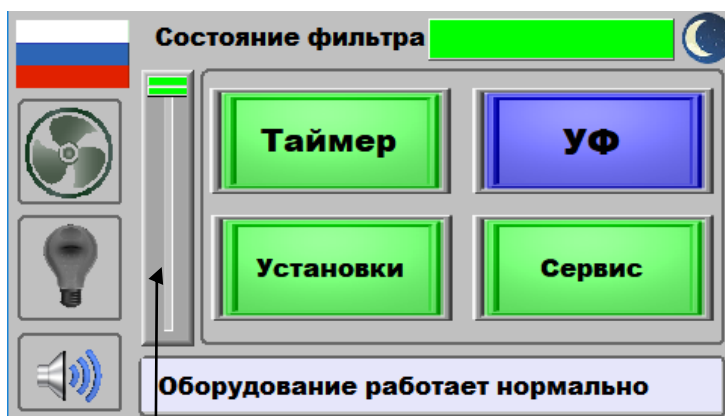 Состояние фильтра
Таймер
УФ
Установки
Сервис
Оборудование работает нормально